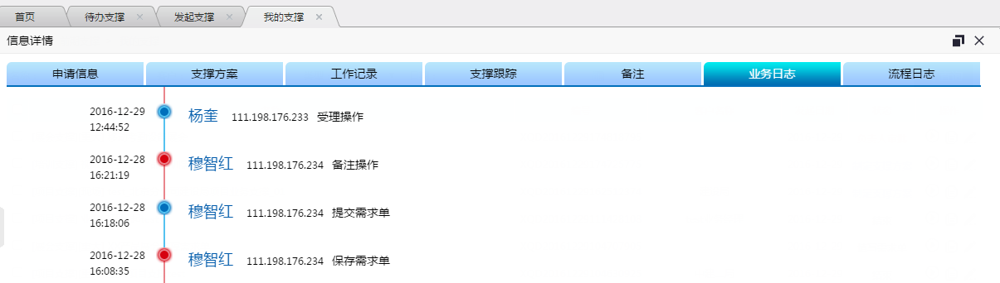 首页 待办支撑 发起支撑 我的支撑
信息详情
申请信息 支撑方案 工作记录 支撑跟踪 备注 业务日志 流程日志
2016-12-29
12:44:52
杨奎 111.198.176.233 受理操作
2016-12-28
16:21:19
穆智红 111.198.176.234 备注操作
2016-12-28
16:18:06
穆智红 111.198.176.234 提交需求单
2016-12-28
16:08:35
穆智红 111.198.176.234 保存需求单